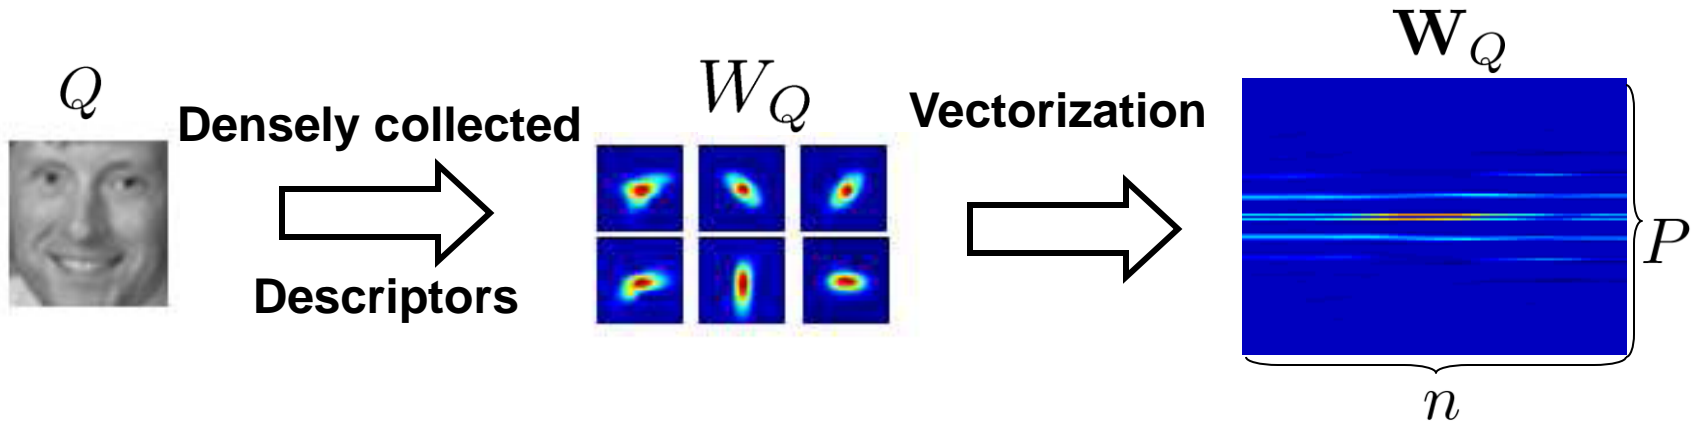 Q
Densely collected
Descriptors
W_Q
Vectorization
𝐖_Q
P
n